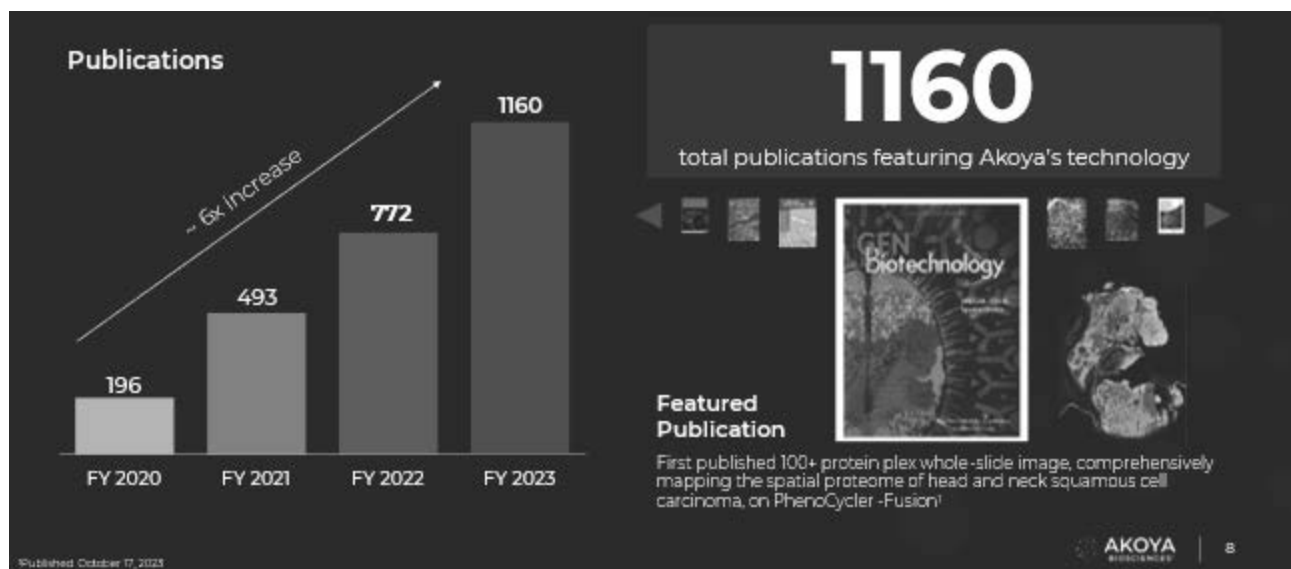 Publications
~ 6x increase
196
493
772
1160
FY 2020
FY 2021
FY 2022
FY 2023
1160
total publications featuring Akoya's technology
GEN
Biotechnology
Featured
Publication
First published 100+ protein plex whole-slide image, comprehensively
mapping the spatial proteome of head and neck squamous cell
carcinoma, on PhenoCycler -Fusion¹
¹Published October 17, 2023
AKOYA
BIOSCIENCES
8